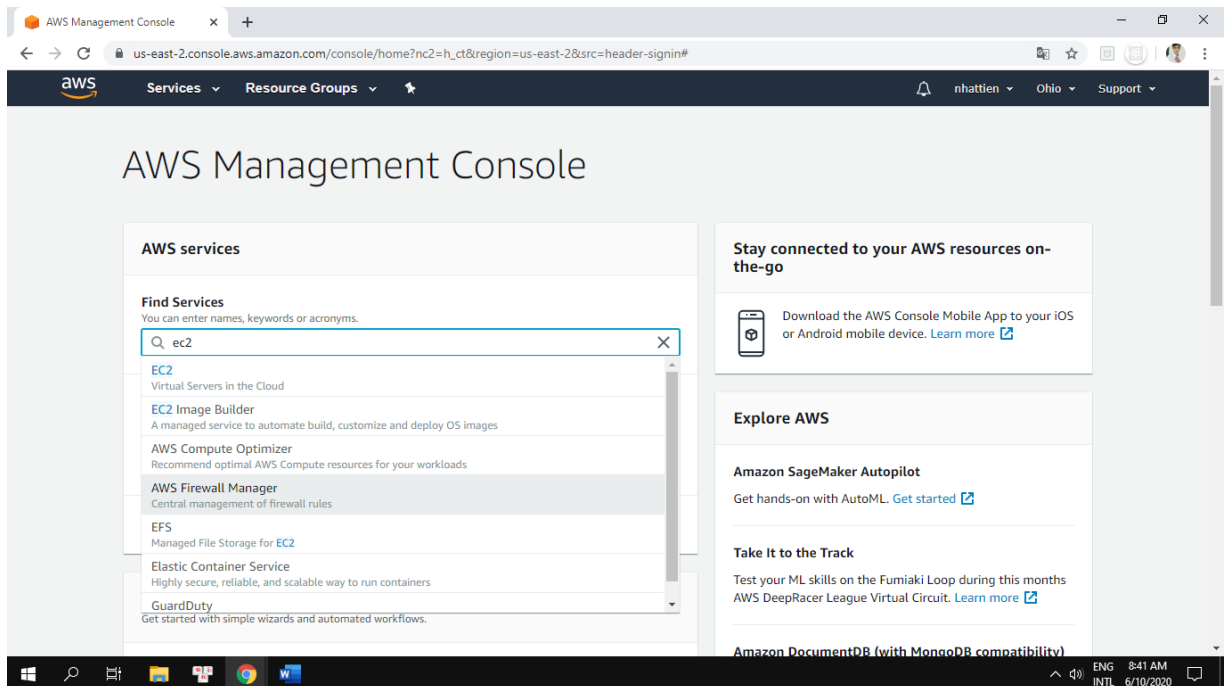 AWS Management Console
us-east-2.console.aws.amazon.com/console/home?nc2=h_ct&region=us-east-2&src=header-signin#
aws
Services
Resource Groups
nhattien
Ohio
Support
AWS Management Console
AWS services
Find Services
You can enter names, keywords or acronyms.
ec2
EC2
Virtual Servers in the Cloud
EC2 Image Builder
A managed service to automate build, customize and deploy OS images
AWS Compute Optimizer
Recommend optimal AWS Compute resources for your workloads
AWS Firewall Manager
Central management of firewall rules
EFS
Managed File Storage for EC2
Elastic Container Service
Highly secure, reliable, and scalable way to run containers
GuardDuty
Get started with simple wizards and automated workflows.
Stay connected to your AWS resources on-
the-go
Download the AWS Console Mobile App to your iOS
or Android mobile device. Learn more
Explore AWS
Amazon SageMaker Autopilot
Get hands-on with AutoML. Get started
Take It to the Track
Test your ML skills on the Fumiaki Loop during this months
AWS DeepRacer League Virtual Circuit. Learn more
Amazon DocumentDB (with MongoDB compatibility)
ENG
INTL
8:41 AM
6/10/2020